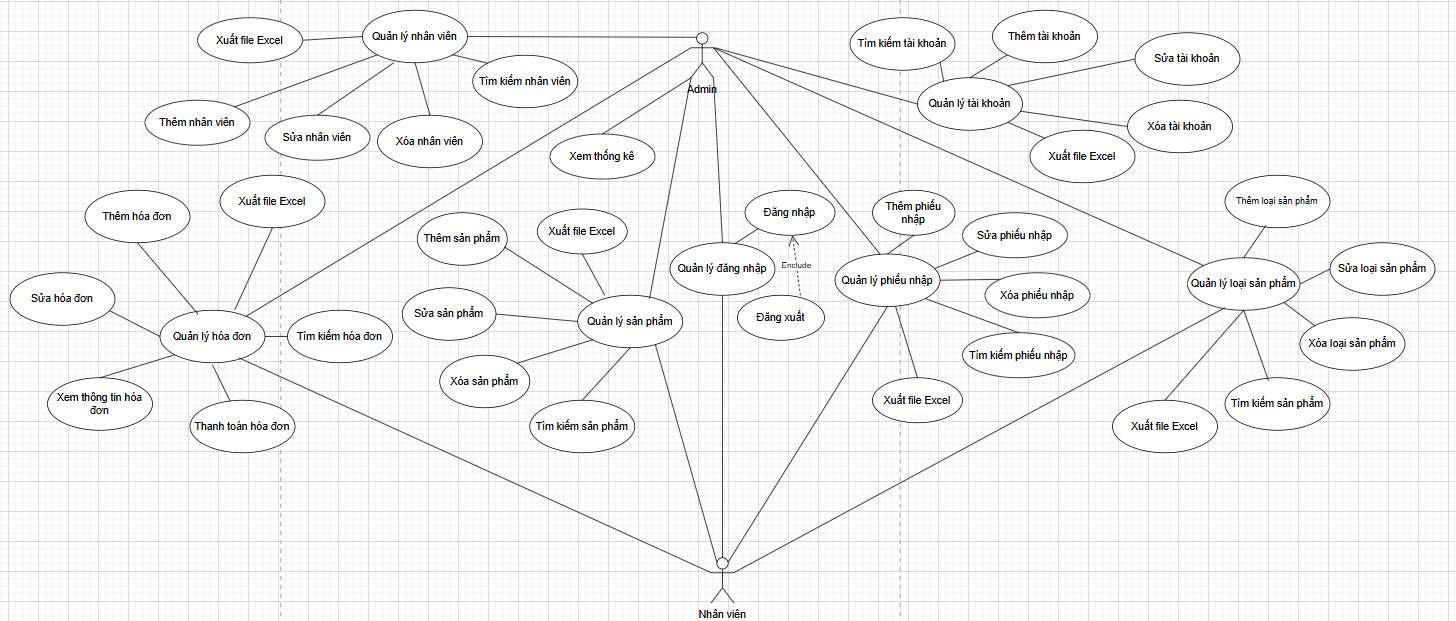 Xuất file Excel
Quản lý nhân viên
Tìm kiếm nhân viên
Thêm nhân viên
Sửa nhân viên
Xóa nhân viên
Admin
Xem thống kê
Tìm kiếm tài khoản
Thêm tài khoản
Sửa tài khoản
Quản lý tài khoản
Xóa tài khoản
Xuất file Excel
Thêm hóa đơn
Xuất file Excel
Sửa hóa đơn
Quản lý hóa đơn
Tìm kiếm hóa đơn
Xem thông tin hóa
đơn
Thanh toán hóa đơn
Thêm sản phẩm
Xuất file Excel
Sửa sản phẩm
Quản lý sản phẩm
Xóa sản phẩm
Tìm kiếm sản phẩm
Đăng nhập
Quản lý đăng nhập
Enclude
Đăng xuất
Thêm phiếu
nhập
Sửa phiếu nhập
Quản lý phiếu nhập
Xóa phiếu nhập
Tìm kiếm phiếu nhập
Xuất file Excel
Thêm loại sản phẩm
Sửa loại sản phẩm
Quản lý loại sản phẩm
Xóa loại sản phẩm
Tìm kiếm sản phẩm
Xuất file Excel
Nhân viên